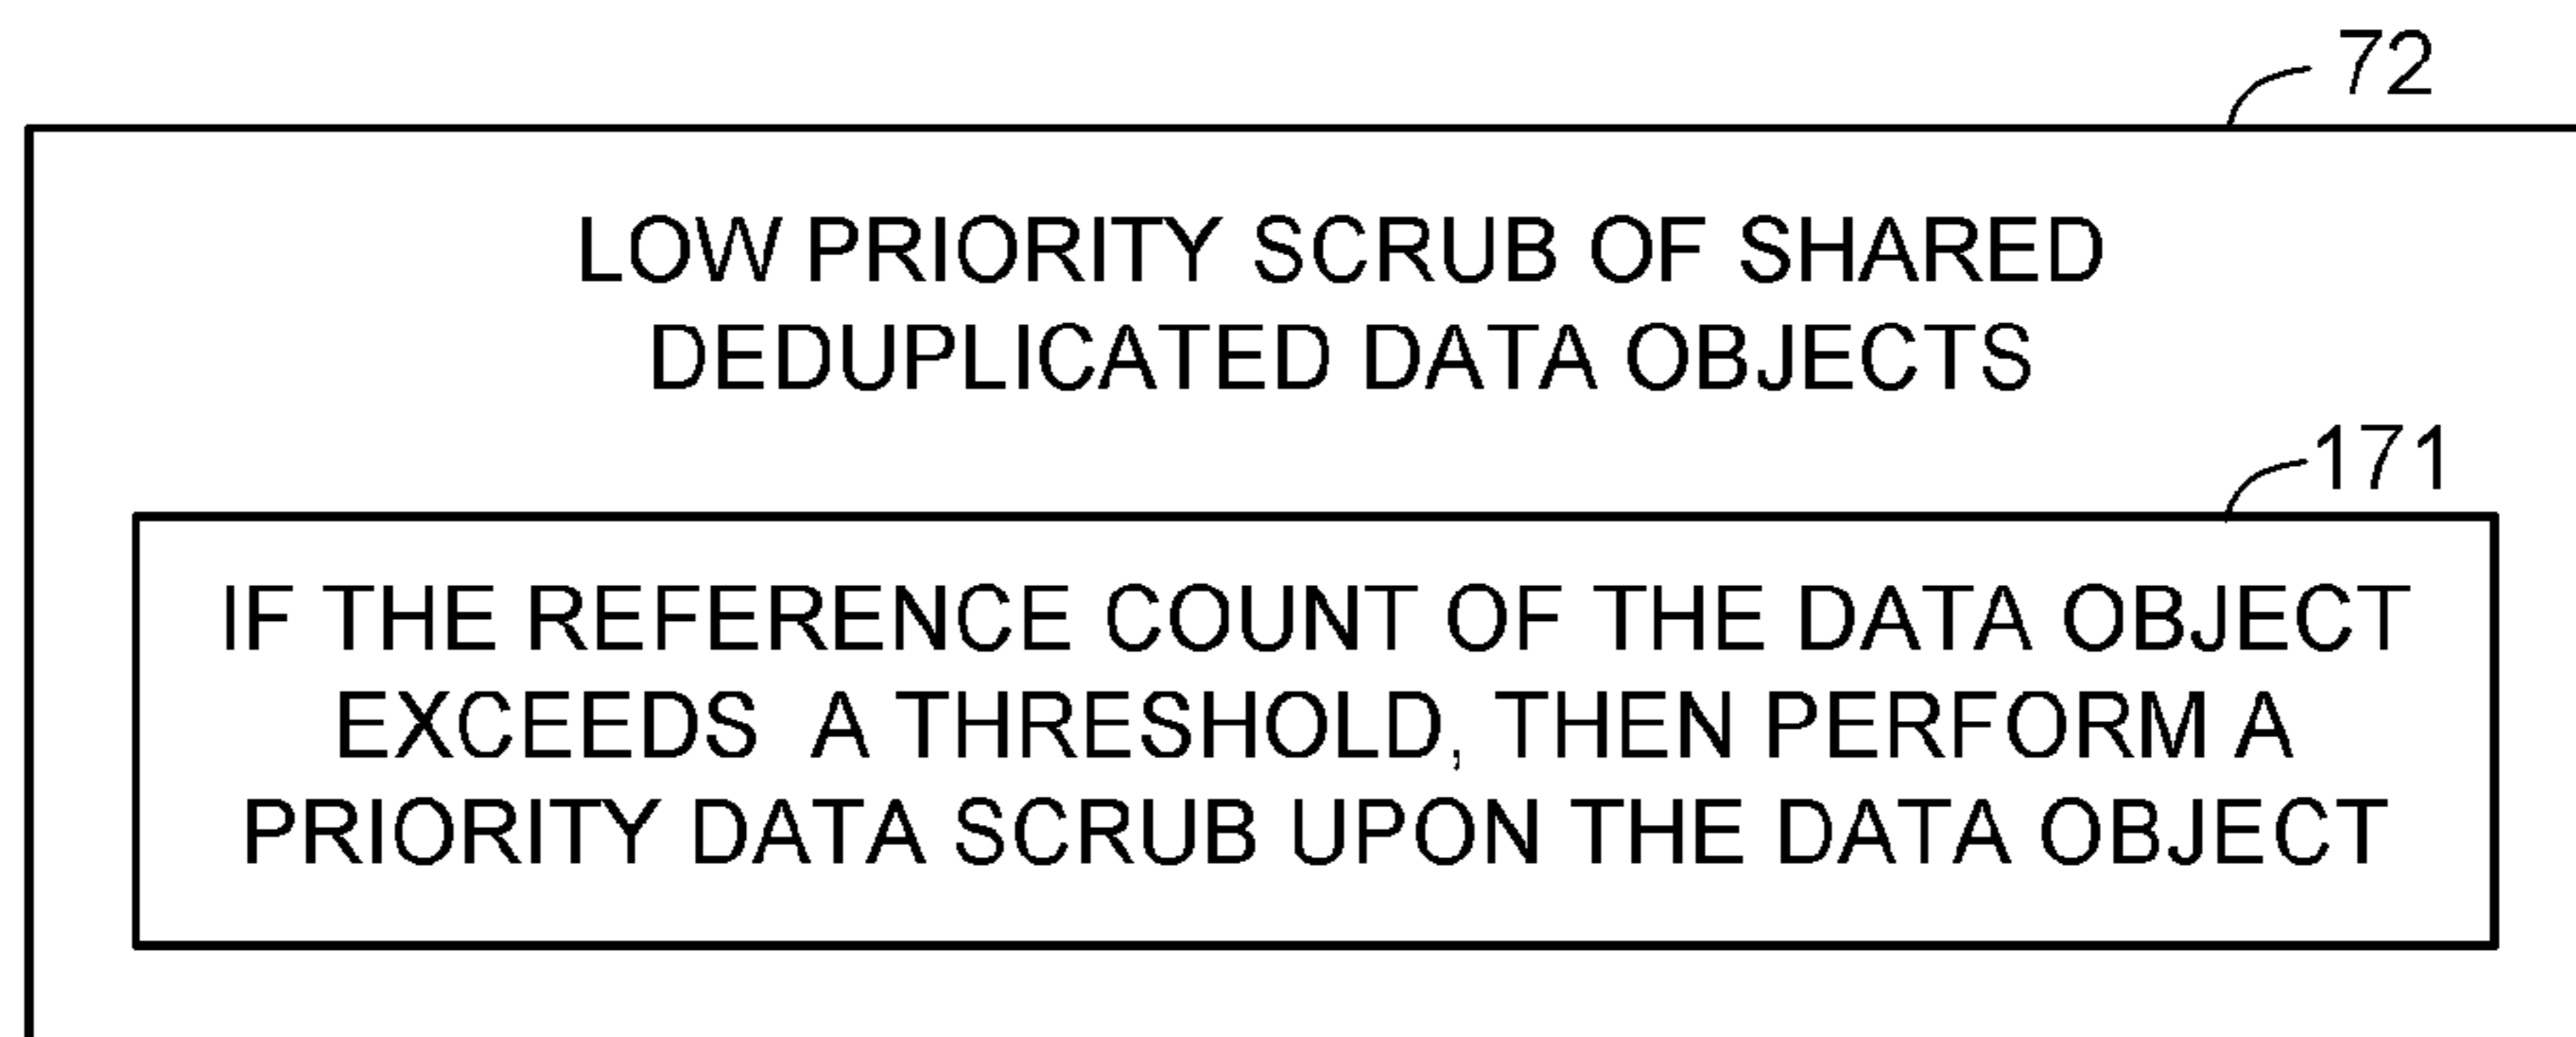 72
LOW PRIORITY SCRUB OF SHARED
DEDUPLICATED DATA OBJECTS
171
IF THE REFERENCE COUNT OF THE DATA OBJECT
EXCEEDS  A THRESHOLD, THEN PERFORM A
PRIORITY DATA SCRUB UPON THE DATA OBJECT